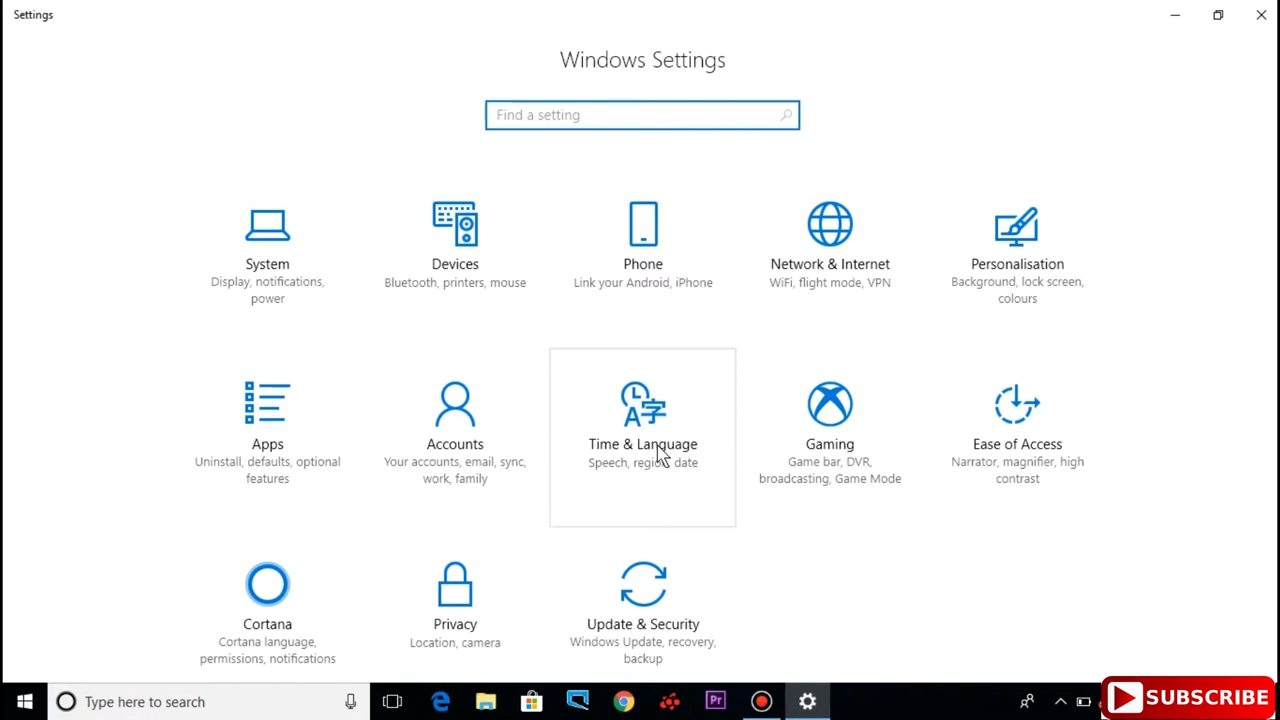 Settings
Windows Settings
Find a setting
System
Display, notifications,
power
Devices
Bluetooth, printers, mouse
Phone
Link your Android, iPhone
Network & Internet
WiFi, flight mode, VPN
Personalisation
Background, lock screen,
colours
Apps
Uninstall, defaults, optional
features
Accounts
Your accounts, email, sync,
work, family
Time & Language
Speech, region, date
Gaming
Game bar, DVR,
broadcasting, Game Mode
Ease of Access
Narrator, magnifier, high
contrast
Cortana
Cortana language,
permissions, notifications
Privacy
Location, camera
Update & Security
Windows Update, recovery,
backup
Type here to search
Pr
SUBSCRIBE